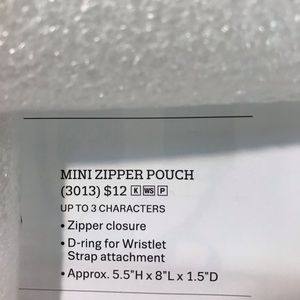 MINI ZIPPER POUCH
(3013) $12 K WS P
UP TO 3 CHARACTERS
• Zipper closure
• D-ring for Wristlet
Strap attachment
• Approx. 5.5"H x 8"L x 1.5"D